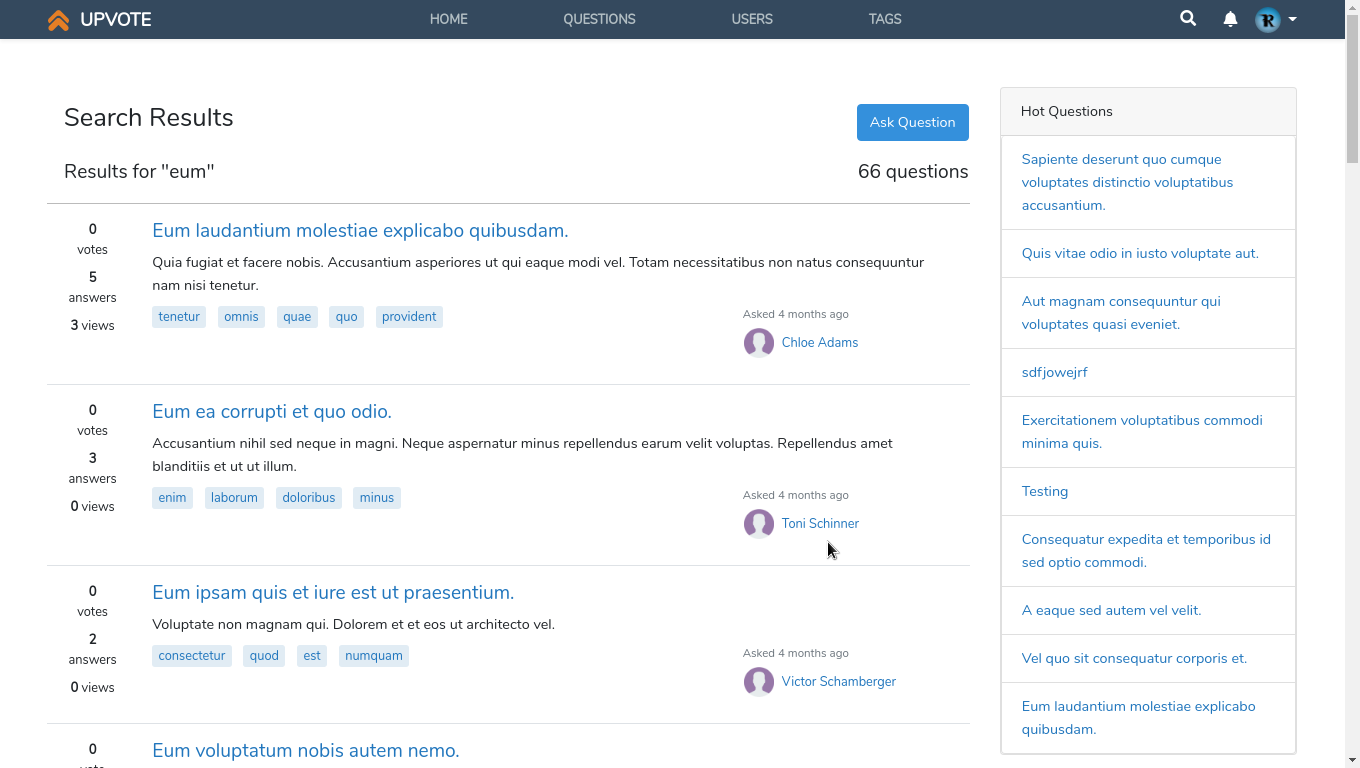 UPVOTE
HOME
QUESTIONS
USERS
TAGS
Search Results
Ask Question
Results for "eum"
66 questions
0
votes
5
answers
3 views
Eum laudantium molestiae explicabo quibusdam.
Quia fugiat et facere nobis. Accusantium asperiores ut qui eaque modi vel. Totam necessitatibus non natus consequuntur
nam nisi tenetur.
tenetur omnis quae quo provident
Asked 4 months ago
Chloe Adams
0
votes
3
answers
0 views
Eum ea corrupti et quo odio.
Accusantium nihil sed neque in magni. Neque aspernatur minus repellendus earum velit voluptas. Repellendus amet
blanditiis et ut ut illum.
enim laborum doloribus minus
Asked 4 months ago
Toni Schinner
0
votes
2
answers
0 views
Eum ipsam quis et iure est ut praesentium.
Voluptate non magnam qui. Dolorem et et eos ut architecto vel.
consectetur quod est numquam
Asked 4 months ago
Victor Schamberger
0
Eum voluptatum nobis autem nemo.
Hot Questions
Sapiente deserunt quo cumque
voluptates distinctio voluptatibus
accusantium.
Quis vitae odio in iusto voluptate aut.
Aut magnam consequuntur qui
voluptates quasi eveniet.
sdfjowejrf
Exercitationem voluptatibus commodi
minima quis.
Testing
Consequatur expedita et temporibus id
sed optio commodi.
A eaque sed autem vel velit.
Vel quo sit consequatur corporis et.
Eum laudantium molestiae explicabo
quibusdam.